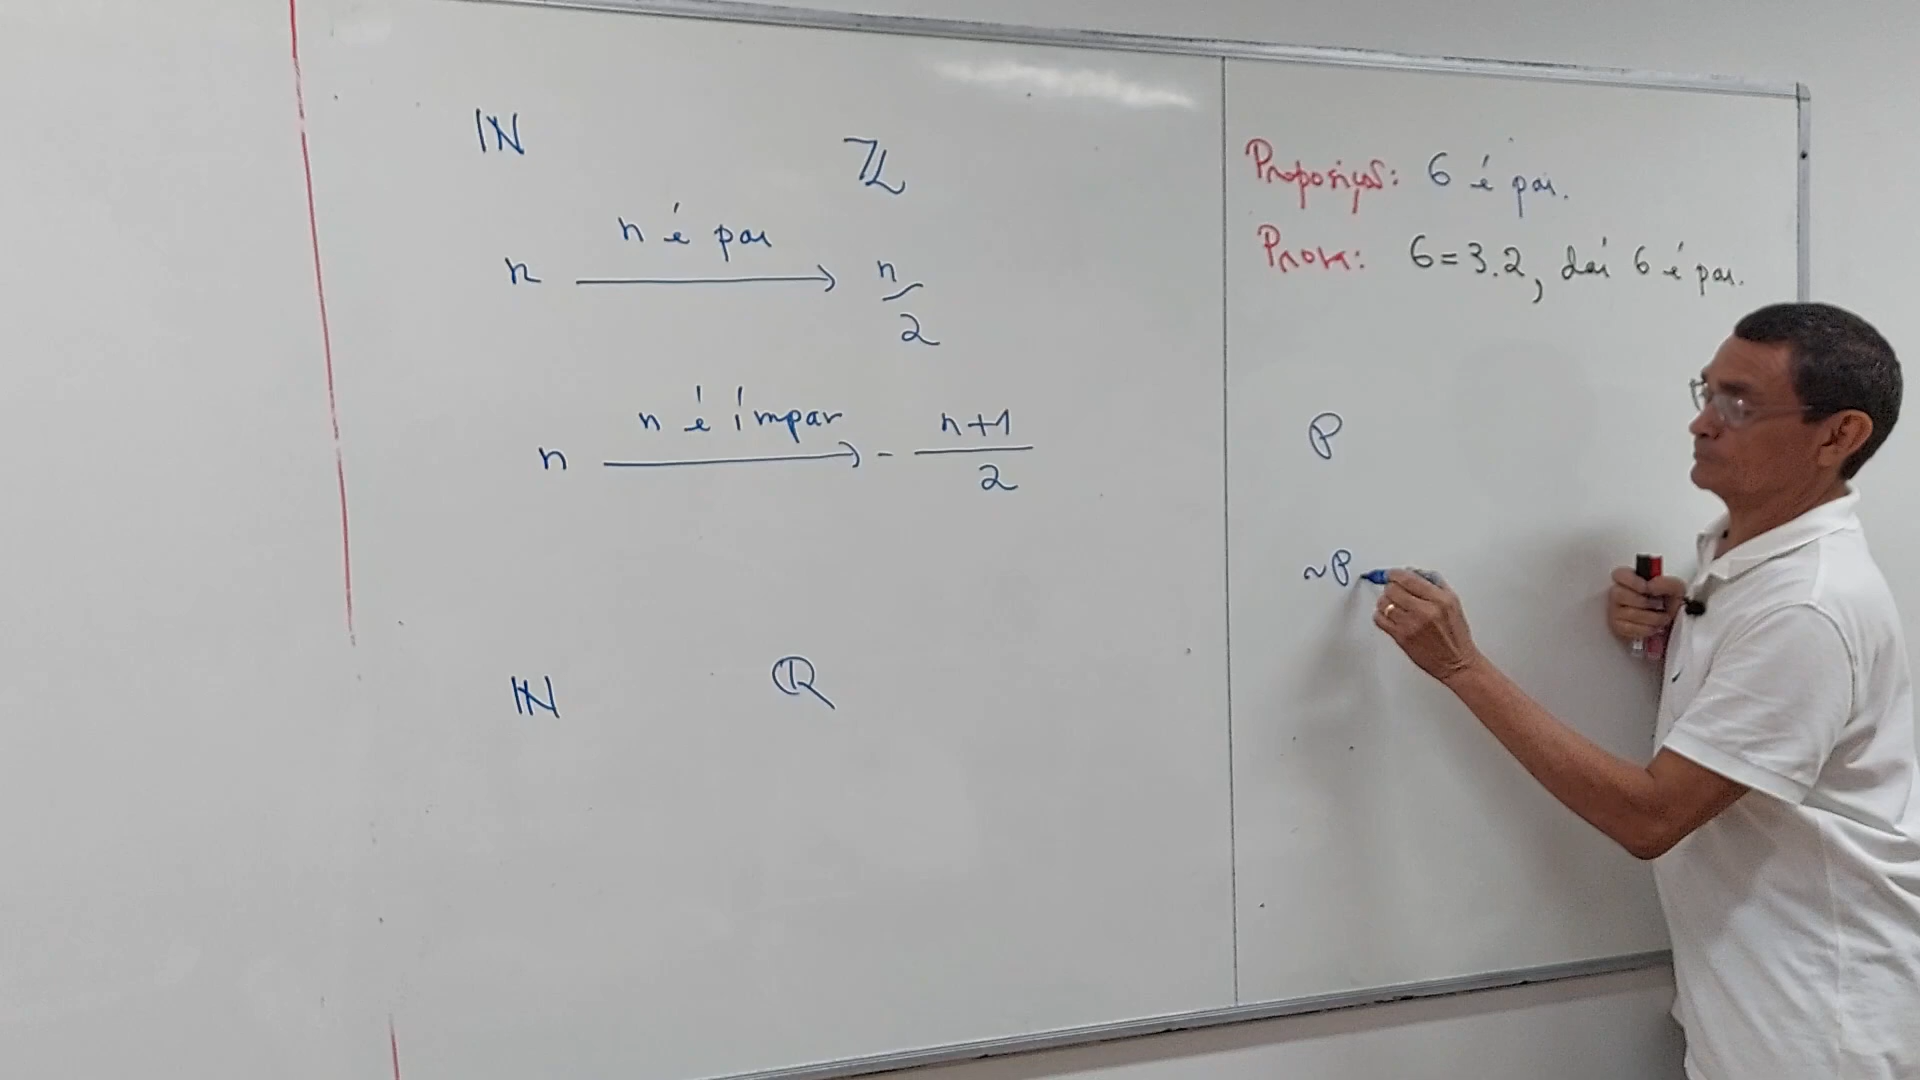 ℕ ℤ
n é par
n → n/2
n é ímpar
n → - (n+1)/2
ℕ ℚ
Proposição: 6 é par.
Prova: 6=3.2, daí 6 é par.
P
~P